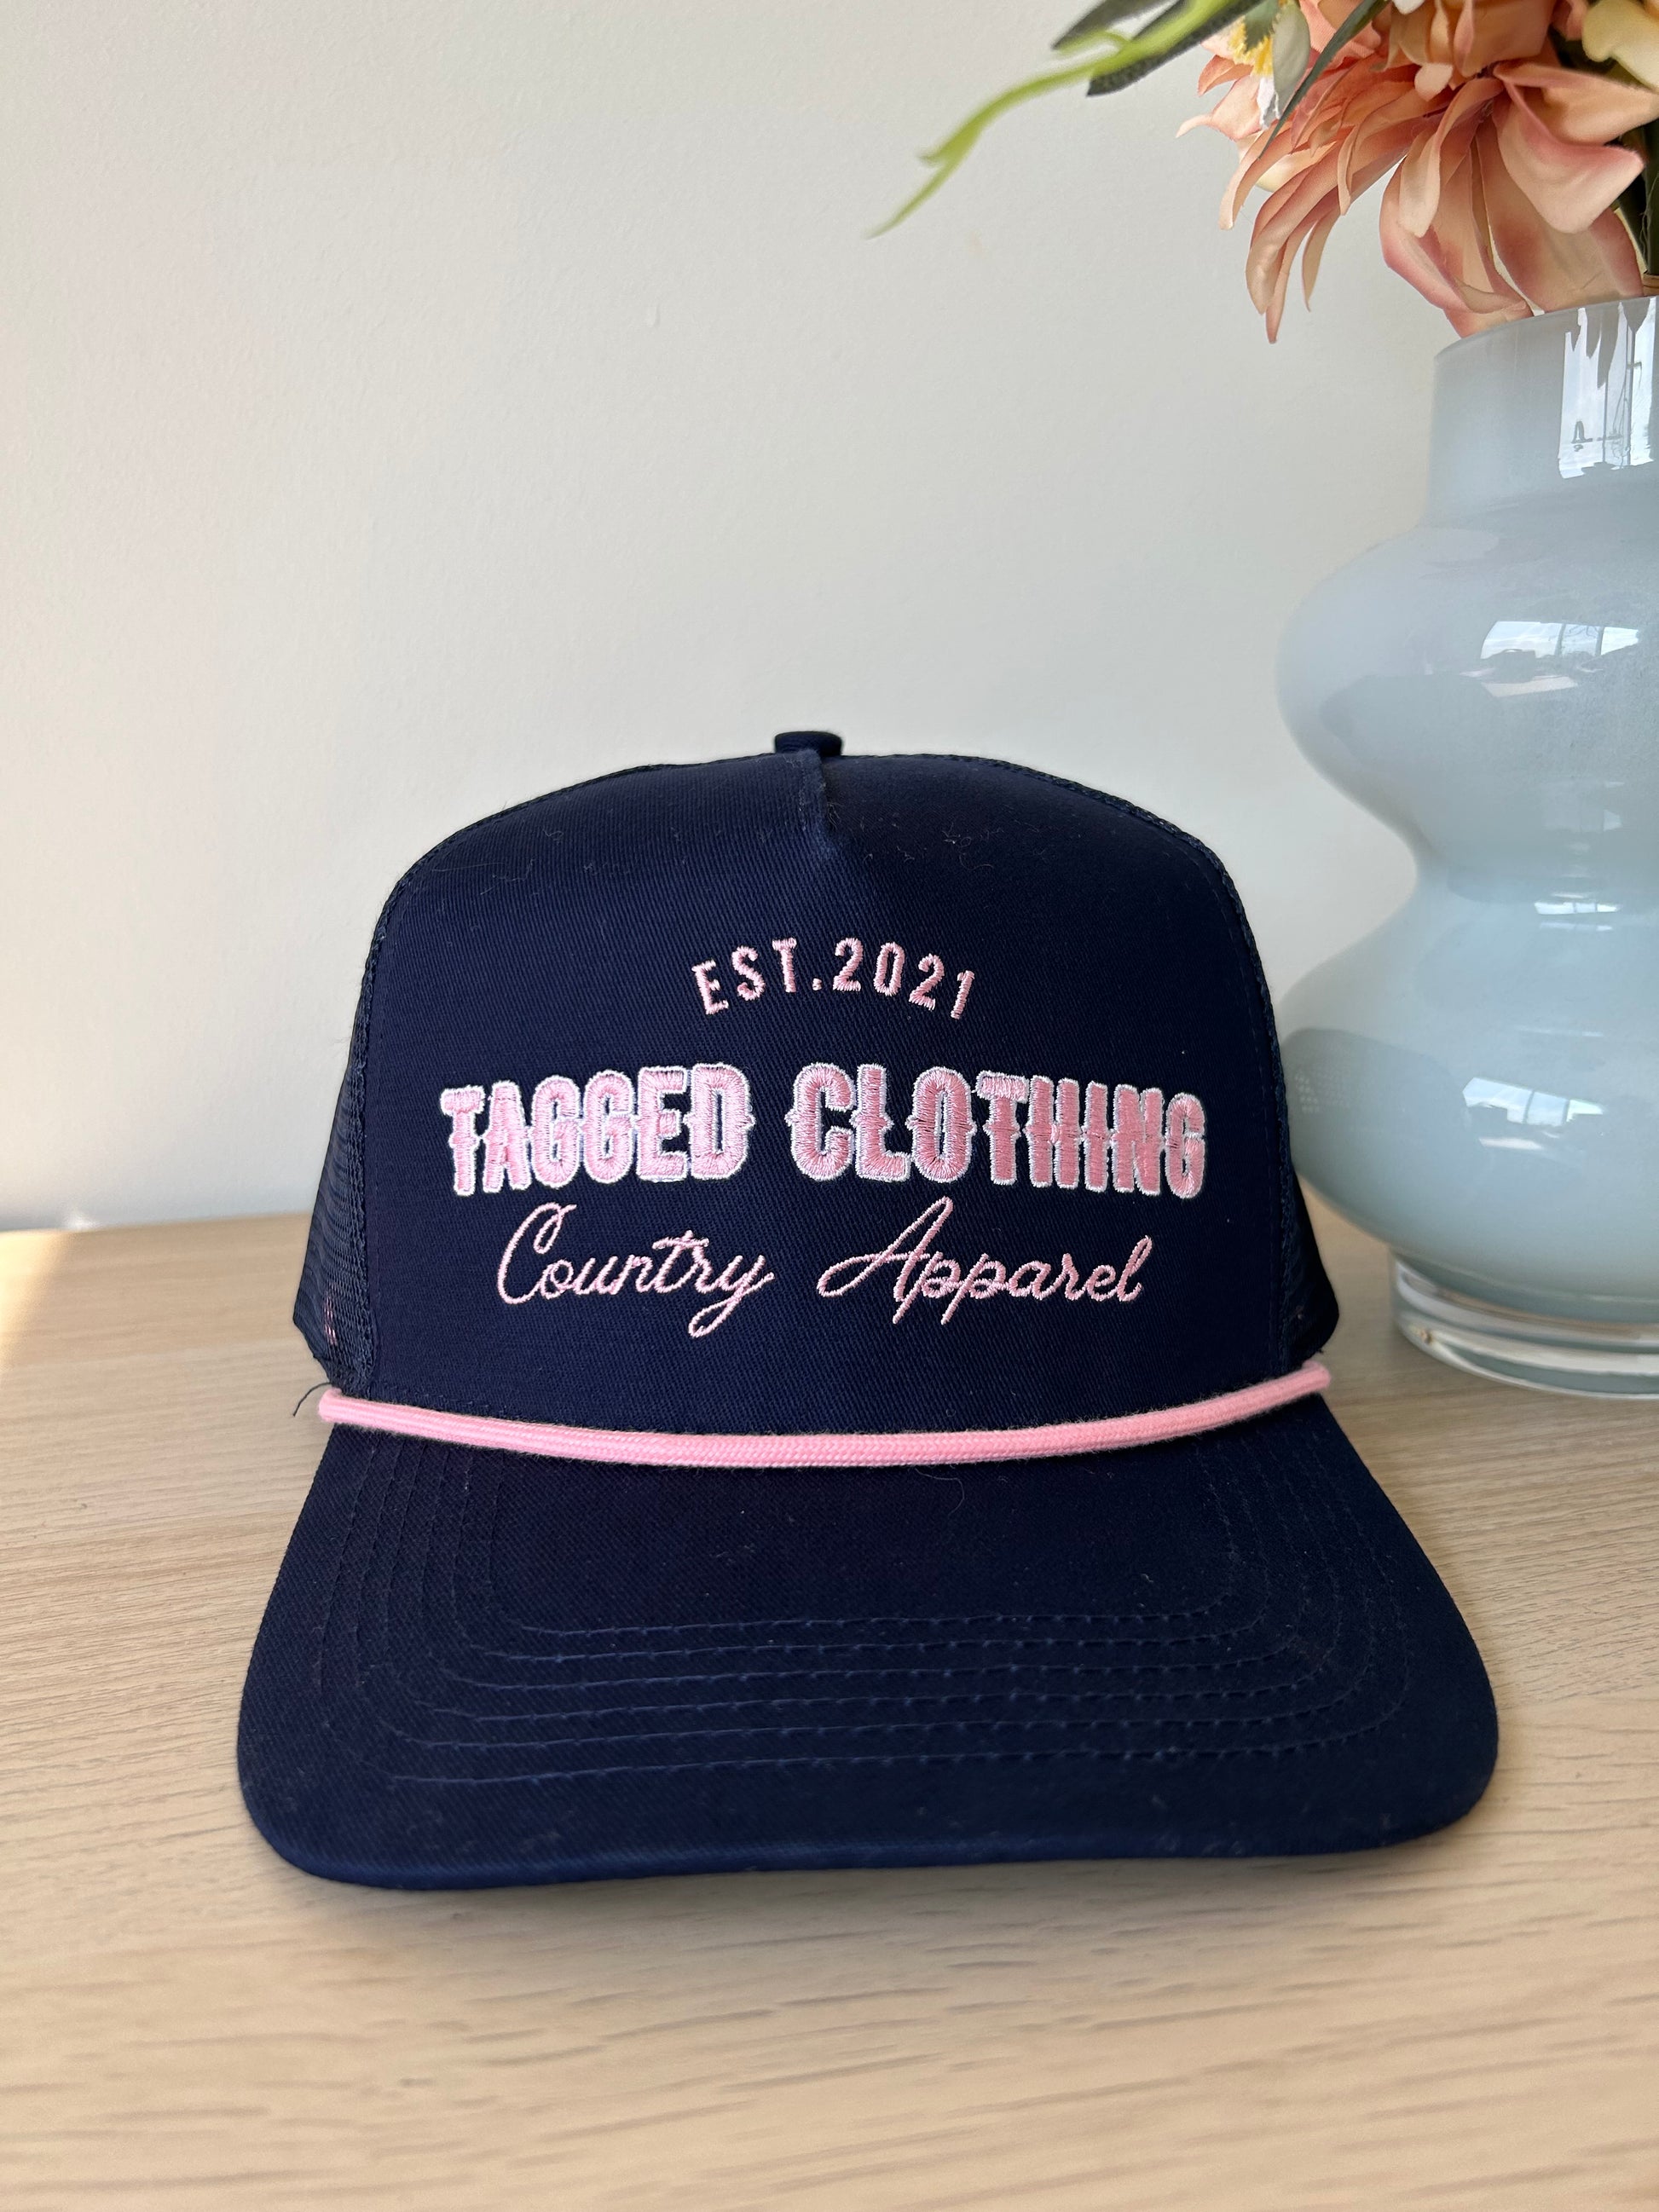 EST.2021
TAGGED CLOTHING
Country Apparel